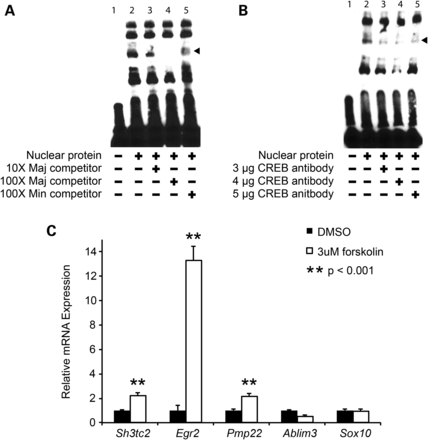 A
1 2 3 4 5
Nuclear protein − + + + +
10X Maj competitor − − + − −
100X Maj competitor − − − + −
100X Min competitor − − − − +
B
1 2 3 4 5
Nuclear protein − + + + +
3 µg CREB antibody − − + − −
4 µg CREB antibody − − − + −
5 µg CREB antibody − − − − +
C
DMSO
3uM forskolin
** p < 0.001
Relative mRNA Expression
14
12
10
8
6
4
2
0
**
**
**
Sh3tc2 Egr2 Pmp22 Ablim3 Sox10